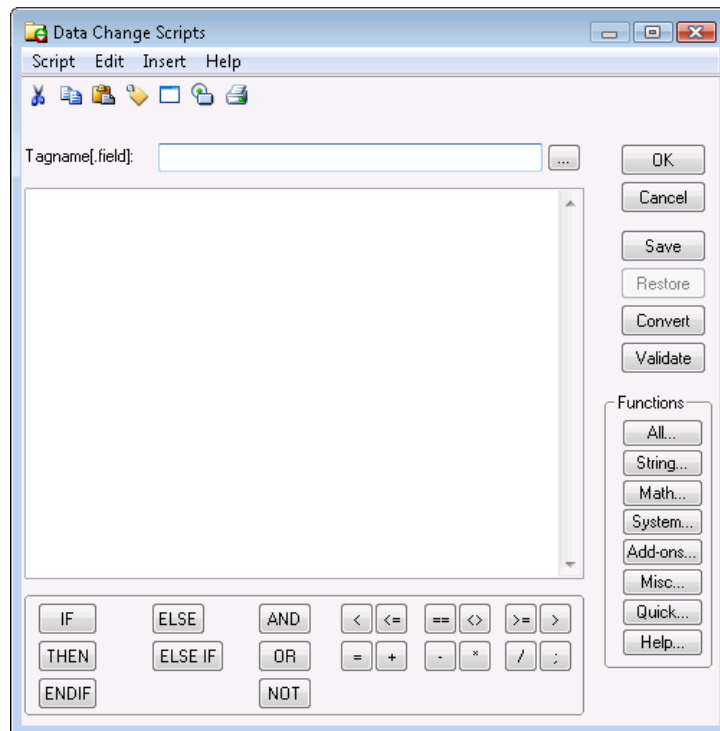 Data Change Scripts
Script Edit Insert Help
Tagname[.field]: ...
OK
Cancel
Save
Restore
Convert
Validate
Functions
All...
String...
Math...
System...
Add-ons...
Misc...
Quick...
Help...
IF ELSE AND < <= == <> >= >
THEN ELSE IF OR = + - * / ;
ENDIF NOT